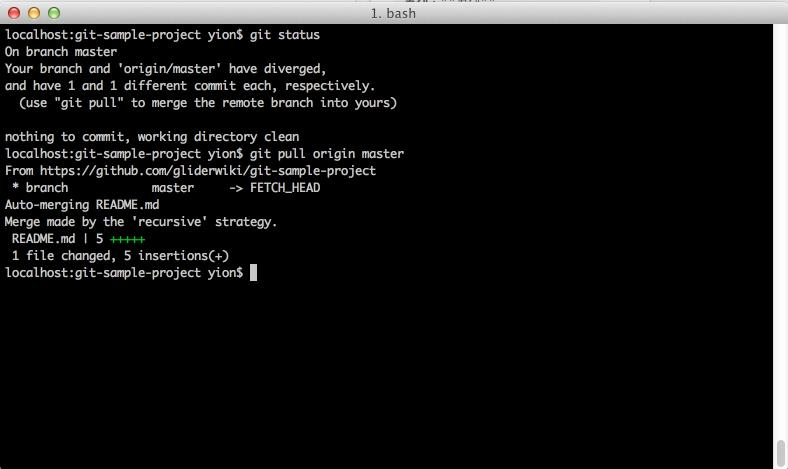 1. bash
localhost:git-sample-project yion$ git status
On branch master
Your branch and 'origin/master' have diverged,
and have 1 and 1 different commit each, respectively.
  (use "git pull" to merge the remote branch into yours)

nothing to commit, working directory clean
localhost:git-sample-project yion$ git pull origin master
From https://github.com/gliderwiki/git-sample-project
 * branch            master     -> FETCH_HEAD
Auto-merging README.md
Merge made by the 'recursive' strategy.
 README.md | 5 +++++
 1 file changed, 5 insertions(+)
localhost:git-sample-project yion$